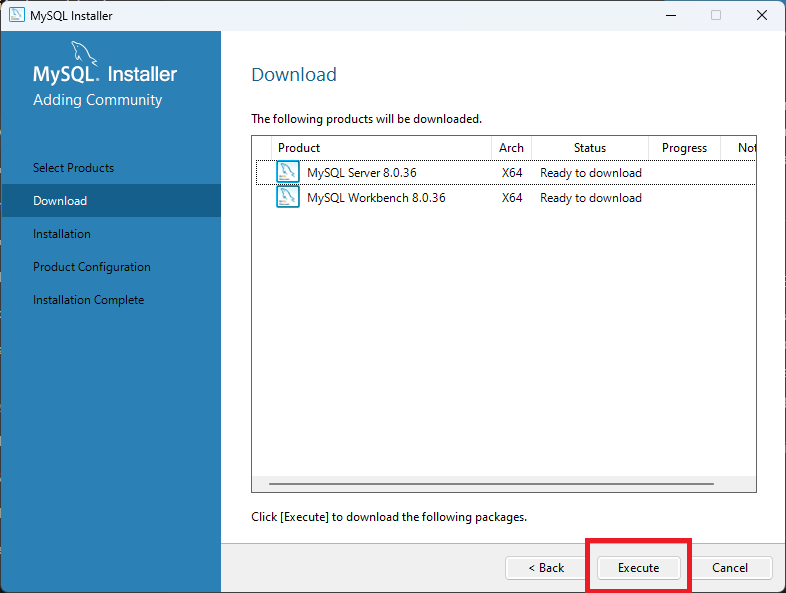 MySQL Installer
MySQL. Installer
Adding Community
Select Products
Download
Installation
Product Configuration
Installation Complete
Download
The following products will be downloaded.
Product Arch Status Progress Not
MySQL Server 8.0.36 X64 Ready to download
MySQL Workbench 8.0.36 X64 Ready to download
Click [Execute] to download the following packages.
< Back Execute Cancel